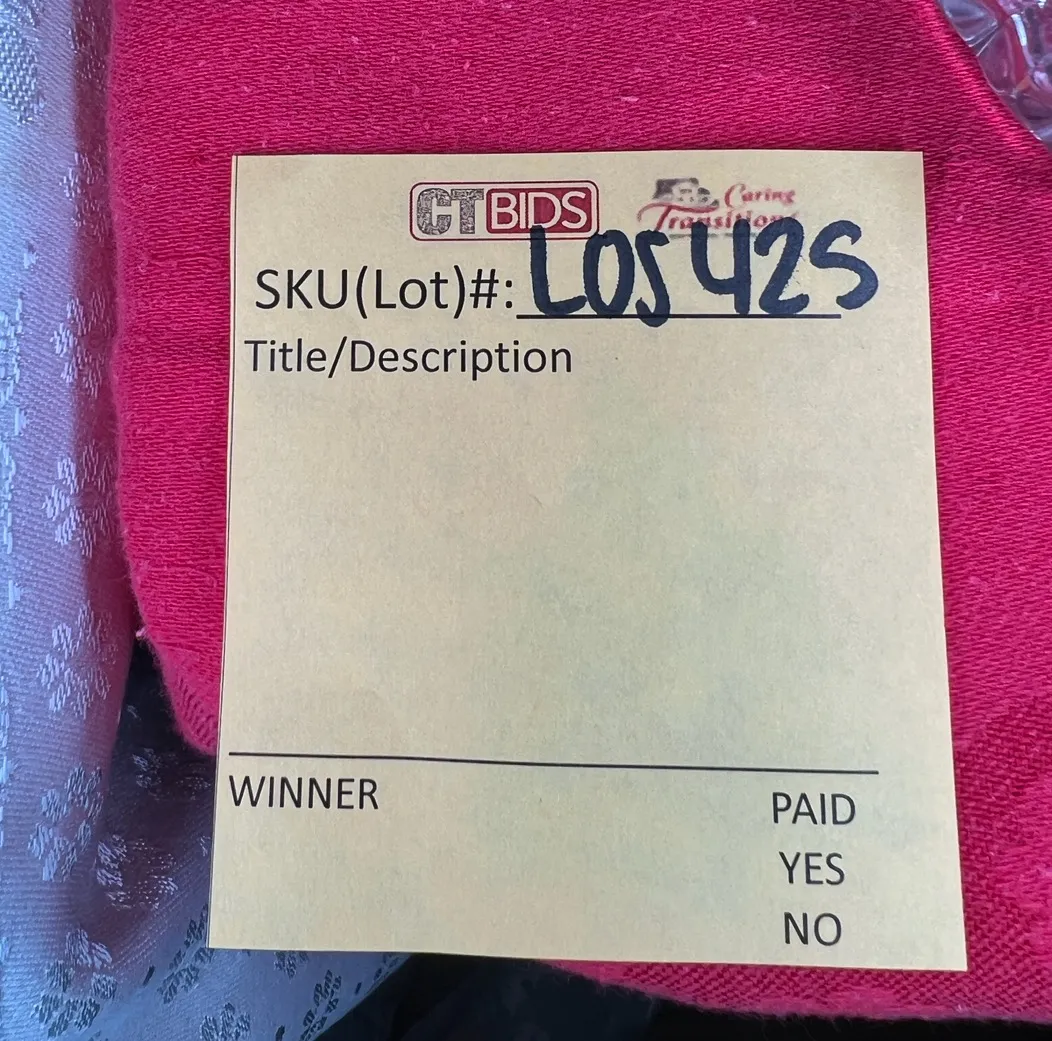 CT BIDS Caring
Transitions
SKU(Lot)#: LOS425
Title/Description
WINNER PAID
YES
NO